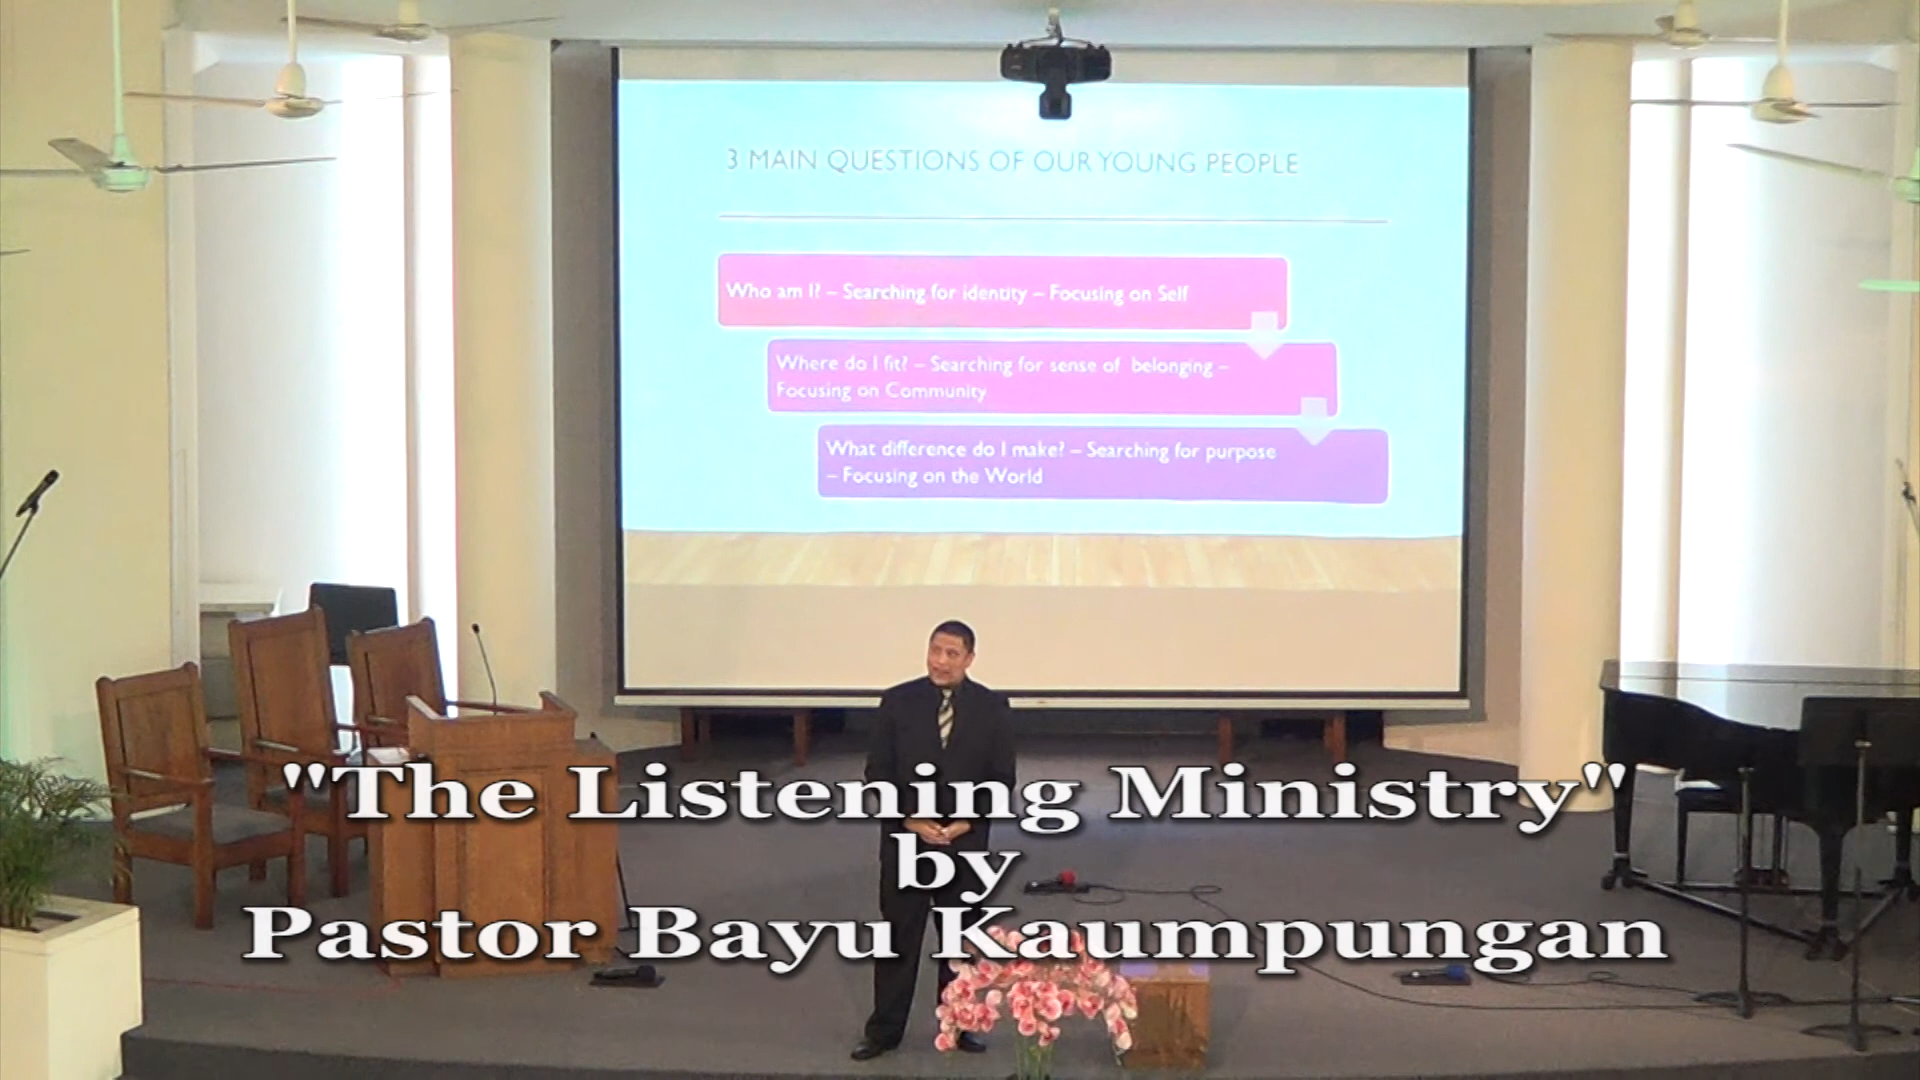 3 MAIN QUESTIONS OF OUR YOUNG PEOPLE
Who am I? – Searching for identity – Focusing on Self
Where do I fit? – Searching for sense of belonging –
Focusing on Community
What difference do I make? – Searching for purpose
– Focusing on the World
"The Listening Ministry"
by
Pastor Bayu Kaumpungan